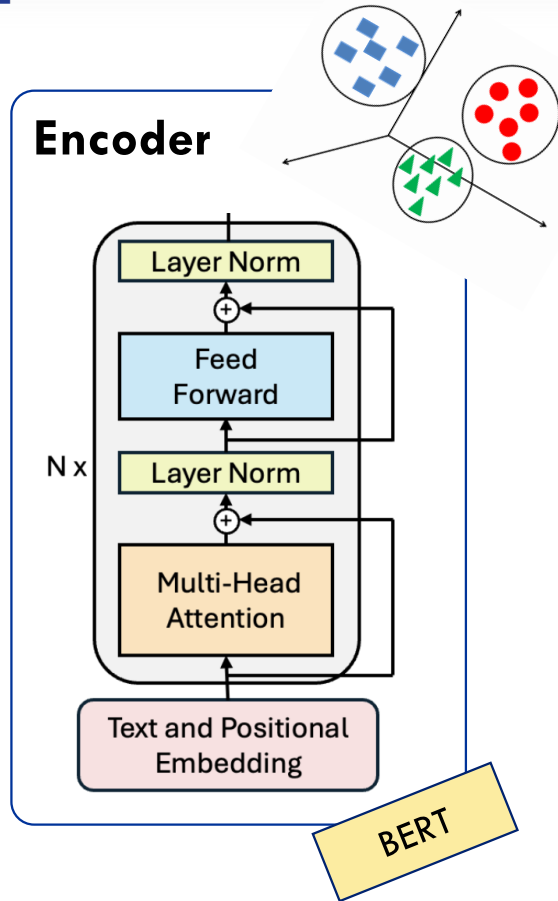 Encoder
Layer Norm
+
Feed
Forward
N x
Layer Norm
+
Multi-Head
Attention
Text and Positional
Embedding
BERT